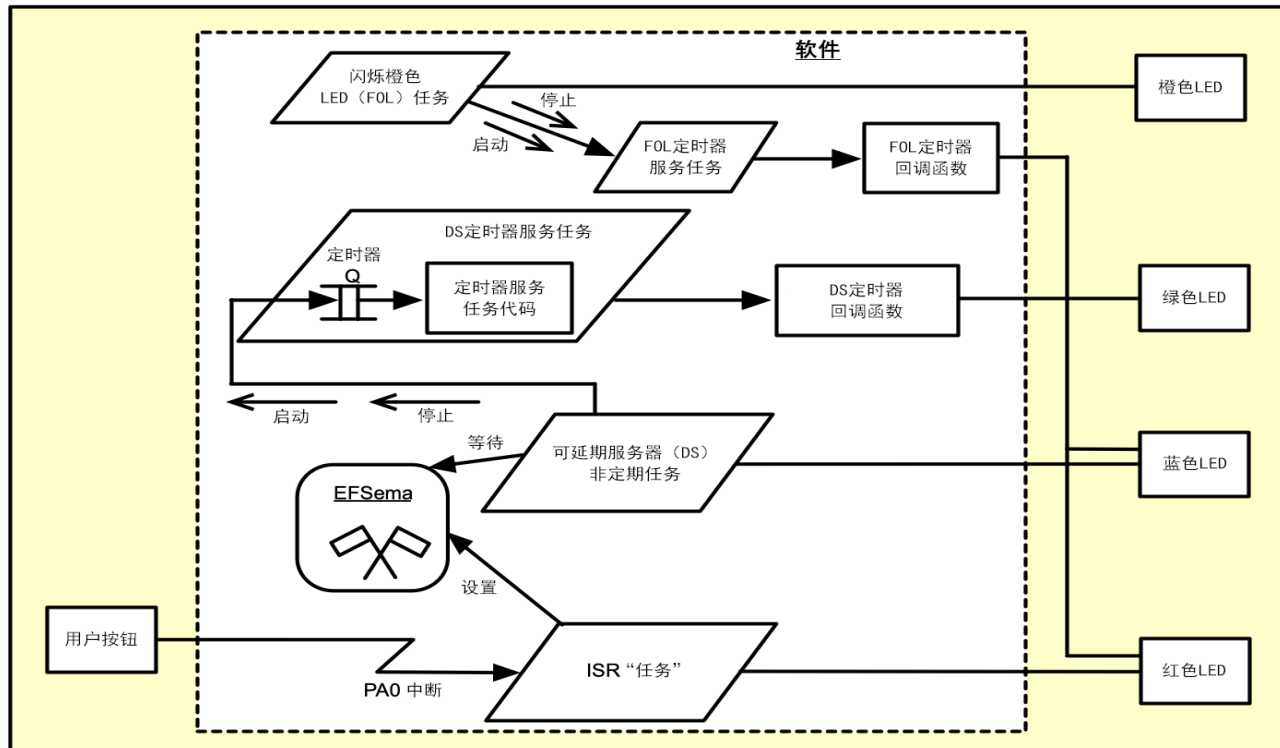 软件
闪烁橙色
LED（FOL）任务
橙色LED
停止
启动
FOL定时器
服务任务
FOL定时器
回调函数
DS定时器服务任务
定时器
Q
定时器服务
任务代码
DS定时器
回调函数
绿色LED
启动
停止
等待
可延期服务器（DS）
非定期任务
蓝色LED
EFSema
设置
用户按钮
PA0 中断
ISR“任务”
红色LED